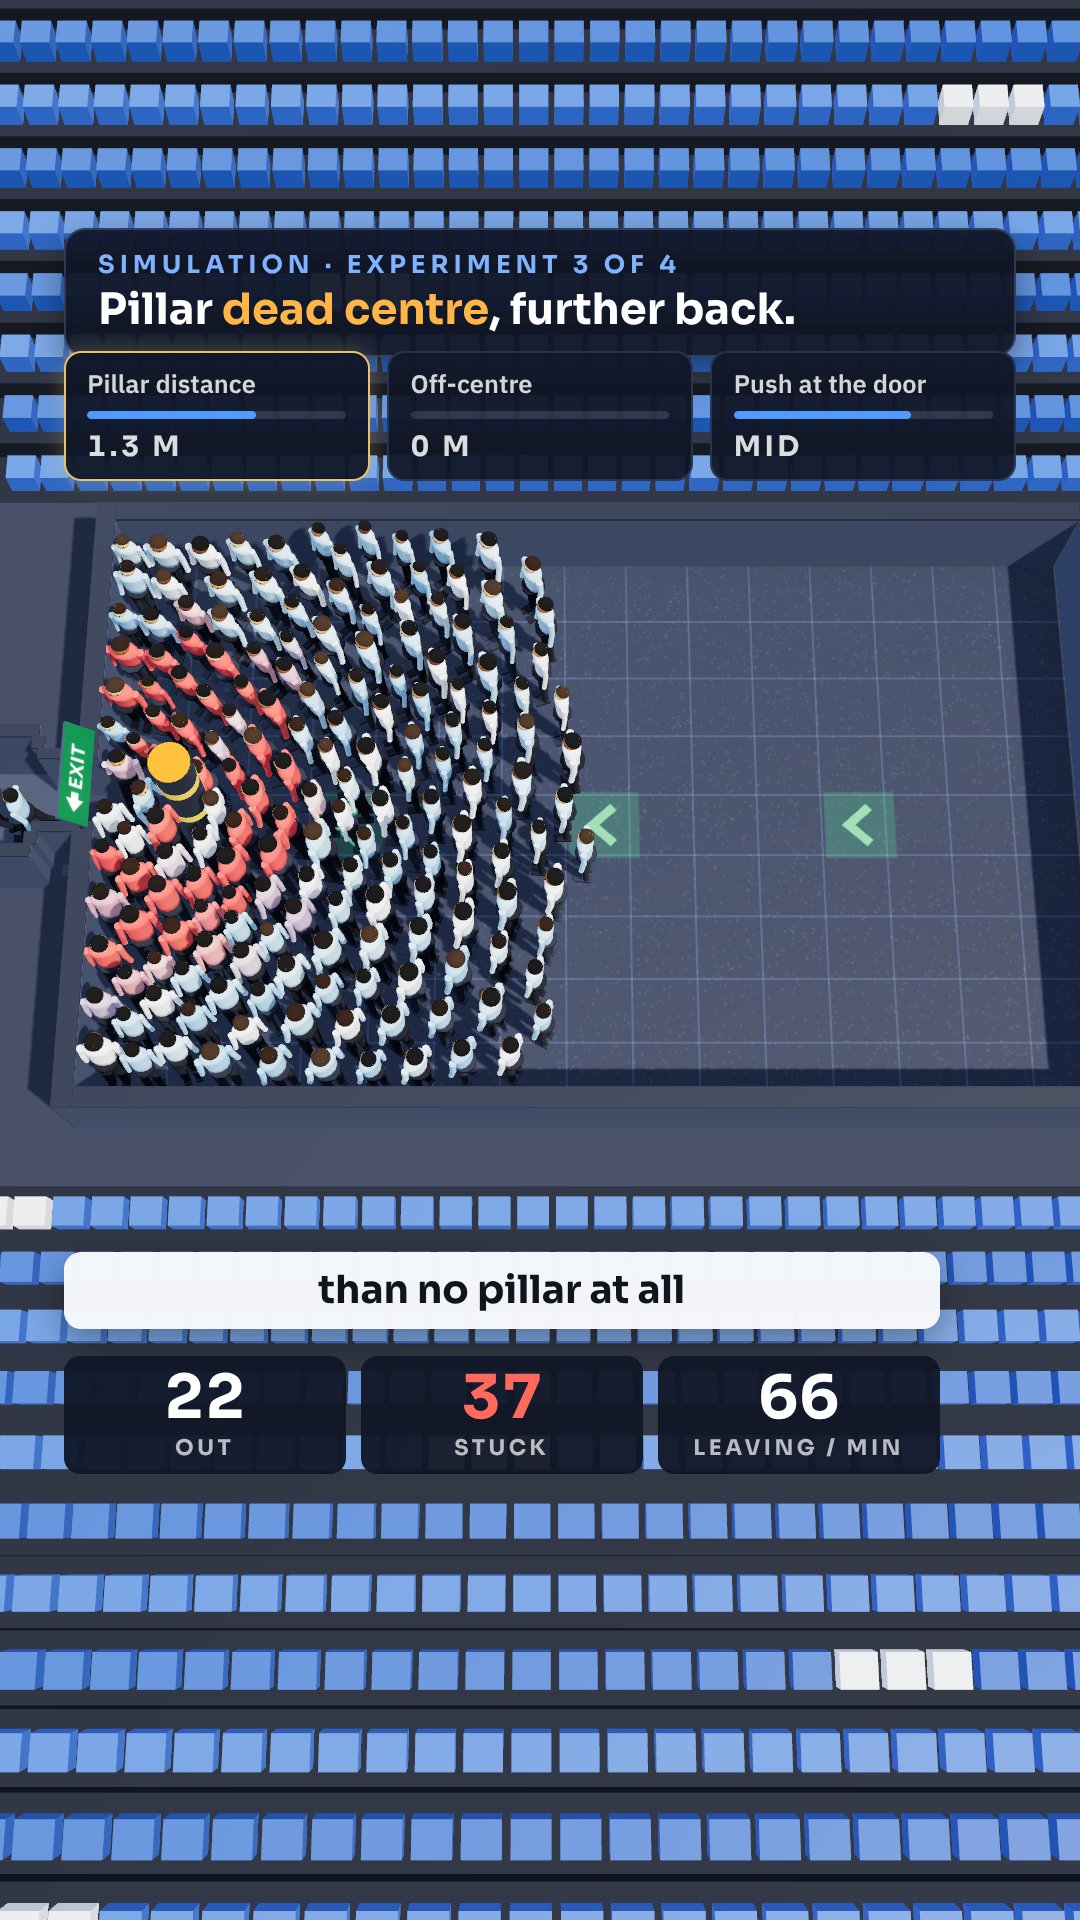 SIMULATION · EXPERIMENT 3 OF 4
Pillar dead centre, further back.
Pillar distance
1.3 M
Off-centre
0 M
Push at the door
MID
EXIT
than no pillar at all
22
OUT
37
STUCK
66
LEAVING / MIN